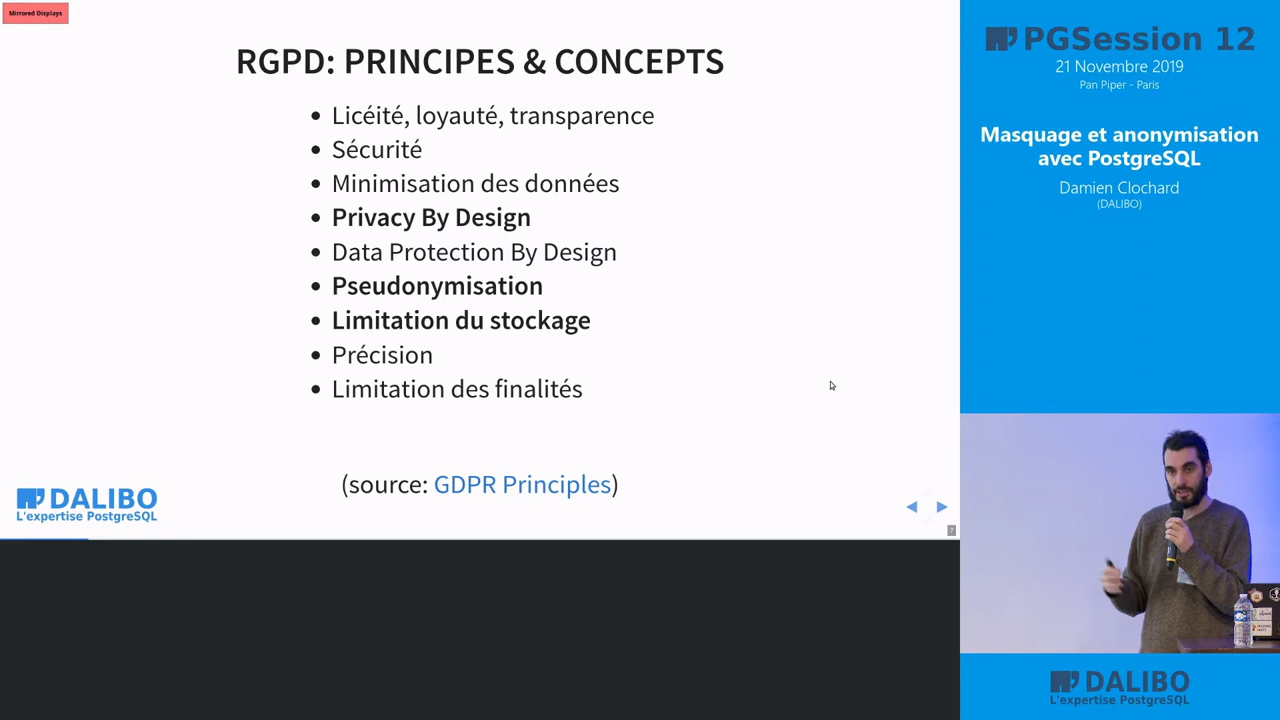 Mirrored Displays
RGPD: PRINCIPES & CONCEPTS
Licéité, loyauté, transparence
Sécurité
Minimisation des données
Privacy By Design
Data Protection By Design
Pseudonymisation
Limitation du stockage
Précision
Limitation des finalités
(source: GDPR Principles)
DALIBO
L'expertise PostgreSQL
7
PGSession 12
21 Novembre 2019
Pan Piper - Paris
Masquage et anonymisation
avec PostgreSQL
Damien Clochard
(DALIBO)
DALIBO
L'expertise PostgreSQL